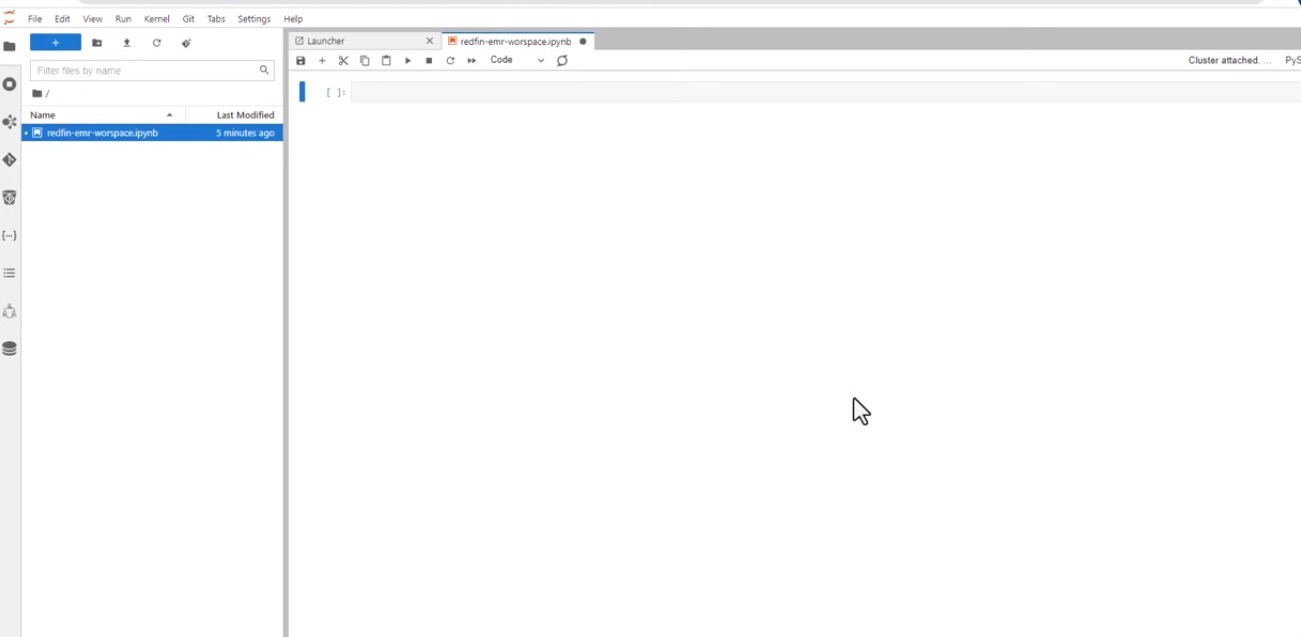 File Edit View Run Kernel Git Tabs Settings Help
+
Launcher
redfin-emr-worspace.ipynb
Filter files by name
Code
Cluster attached. ...
/
[ ]:
Name Last Modified
redfin-emr-worspace.ipynb 5 minutes ago